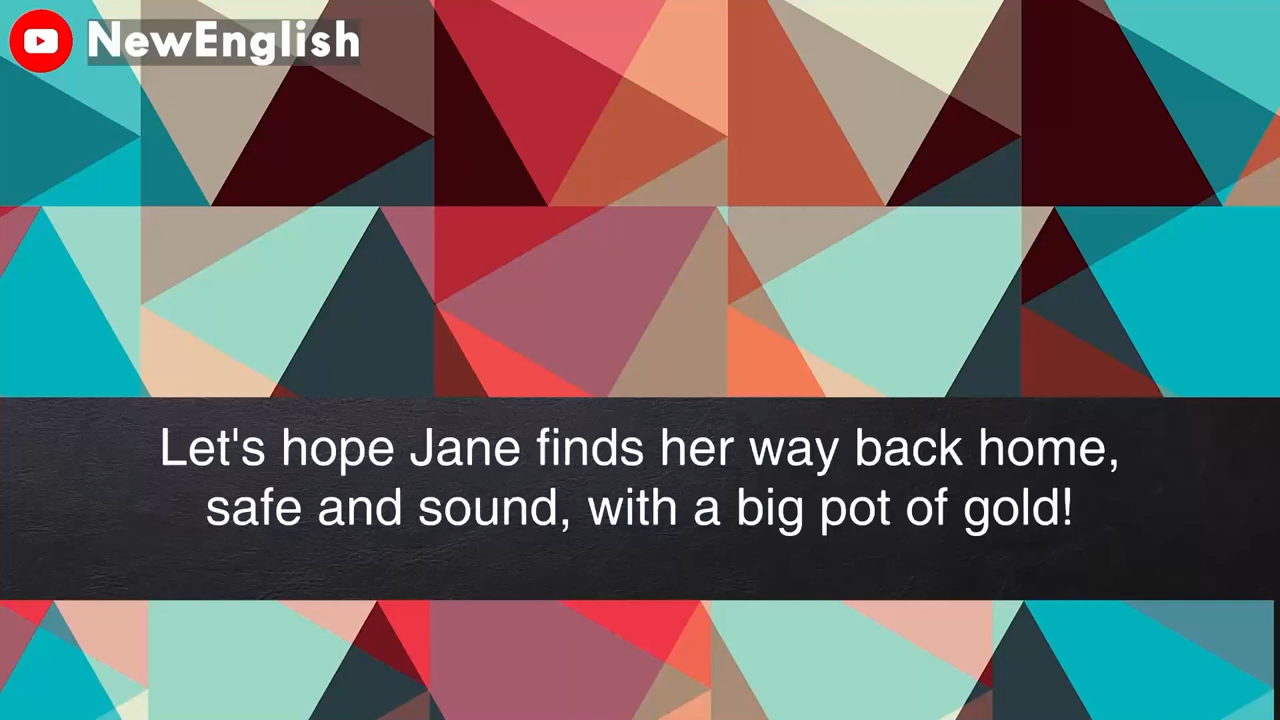 NewEnglish
Let's hope Jane finds her way back home,
safe and sound, with a big pot of gold!